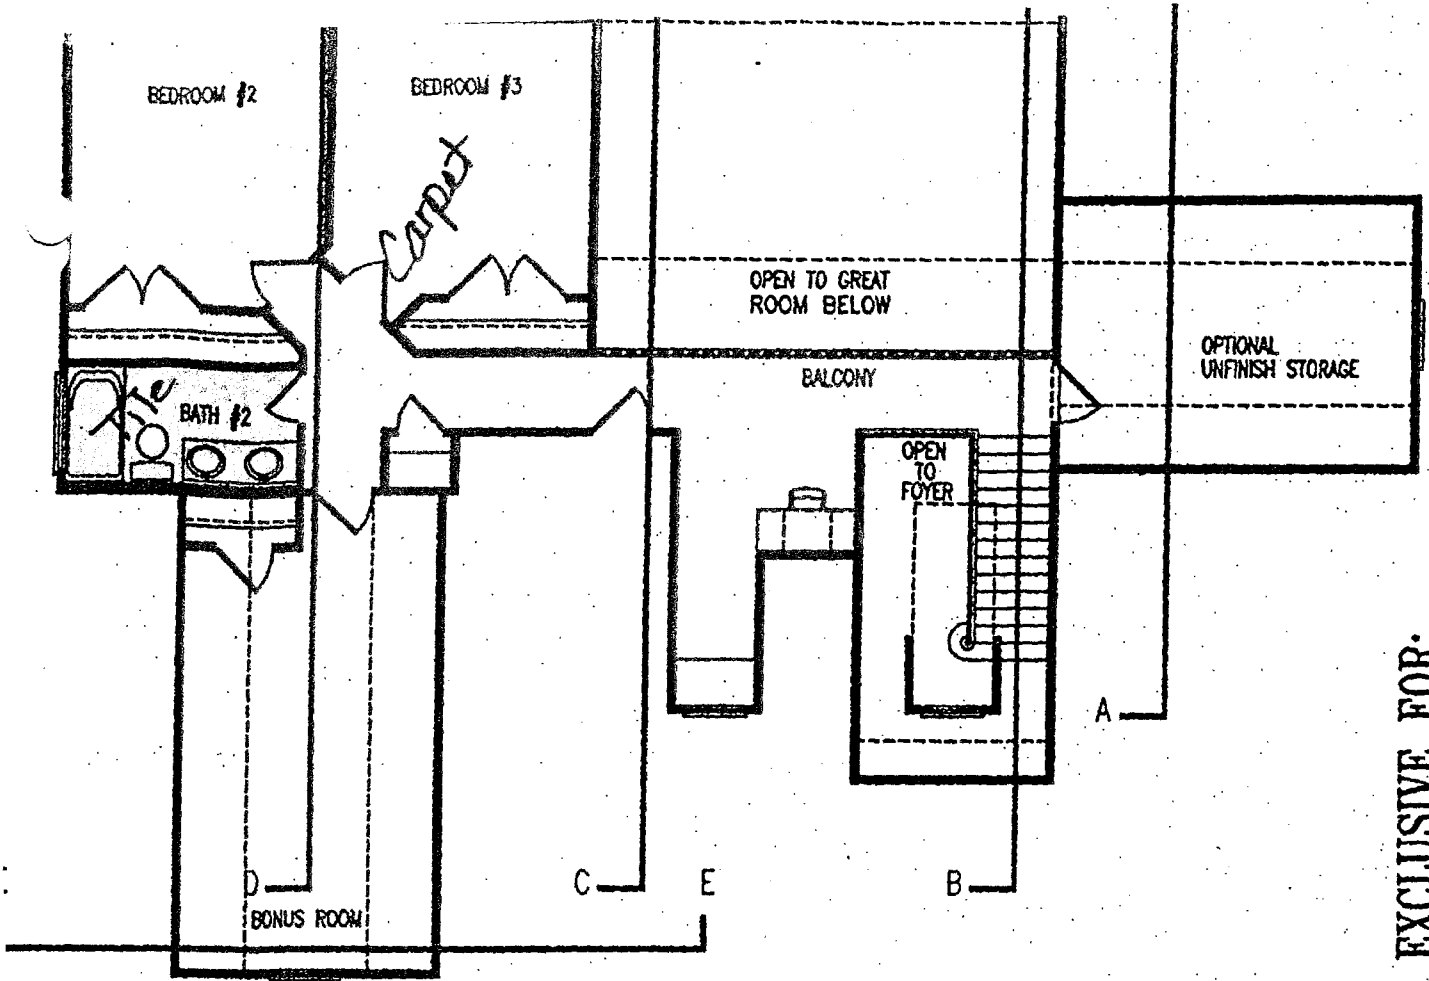 BEDROOM #2
BEDROOM #3
Carpet
OPEN TO GREAT
ROOM BELOW
OPTIONAL
UNFINISH STORAGE
BALCONY
Tile
BATH #2
OPEN
TO
FOYER
A
D
C
E
B
BONUS ROOM
EXCLUSIVE FOR